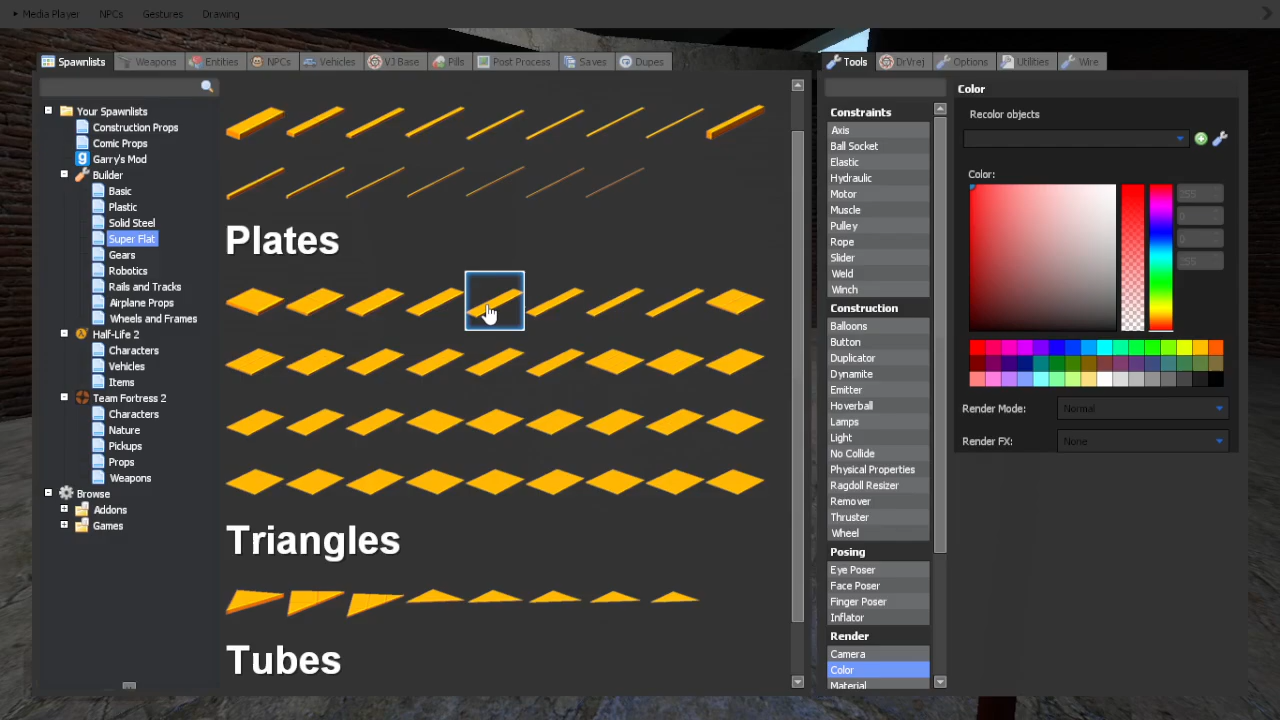 Media Player NPCs Gestures Drawing
Spawnlists Weapons Entities NPCs Vehicles VJ Base Pills Post Process Saves Dupes
Your Spawnlists
Construction Props
Comic Props
Garry's Mod
Builder
Basic
Plastic
Solid Steel
Super Flat
Gears
Robotics
Rails and Tracks
Airplane Props
Wheels and Frames
Half-Life 2
Characters
Vehicles
Items
Team Fortress 2
Characters
Nature
Pickups
Props
Weapons
Browse
Addons
Games
Plates
Triangles
Tubes
Tools DrVrej Options Utilities Wire
Constraints
Axis
Ball Socket
Elastic
Hydraulic
Motor
Muscle
Pulley
Rope
Slider
Weld
Winch
Construction
Balloons
Button
Duplicator
Dynamite
Emitter
Hoverball
Lamps
Light
No Collide
Physical Properties
Ragdoll Resizer
Remover
Thruster
Wheel
Posing
Eye Poser
Face Poser
Finger Poser
Inflator
Render
Camera
Color
Material
Color
Recolor objects
Color:
255
0
0
255
Render Mode: Normal
Render FX: None